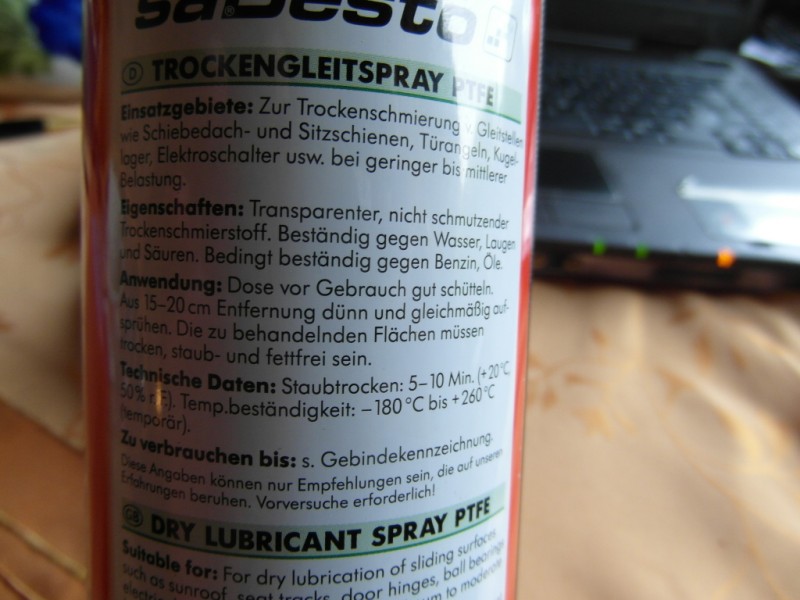 saBesto
D TROCKENGLEITSPRAY PTFE
Einsatzgebiete: Zur Trockenschmierung v. Gleitstellen
wie Schiebedach- und Sitzschienen, Türangeln, Kugel-
lager, Elektroschalter usw. bei geringer bis mittlerer
Belastung.
Eigenschaften: Transparenter, nicht schmutzender
Trockenschmierstoff. Beständig gegen Wasser, Laugen
und Säuren. Bedingt beständig gegen Benzin, Öle.
Anwendung: Dose vor Gebrauch gut schütteln.
Aus 15–20 cm Entfernung dünn und gleichmäßig auf-
sprühen. Die zu behandelnden Flächen müssen
trocken, staub- und fettfrei sein.
Technische Daten: Staubtrocken: 5–10 Min. (+20°C,
50% r.F.). Temp.beständigkeit: –180°C bis +260°C
(temporär).
Zu verbrauchen bis: s. Gebindekennzeichnung.
Diese Angaben können nur Empfehlungen sein, die auf unseren
Erfahrungen beruhen. Vorversuche erforderlich!
GB DRY LUBRICANT SPRAY PTFE
Suitable for: For dry lubrication of sliding surfaces
such as sunroof, seat tracks, door hinges, ball bearings
to moderate